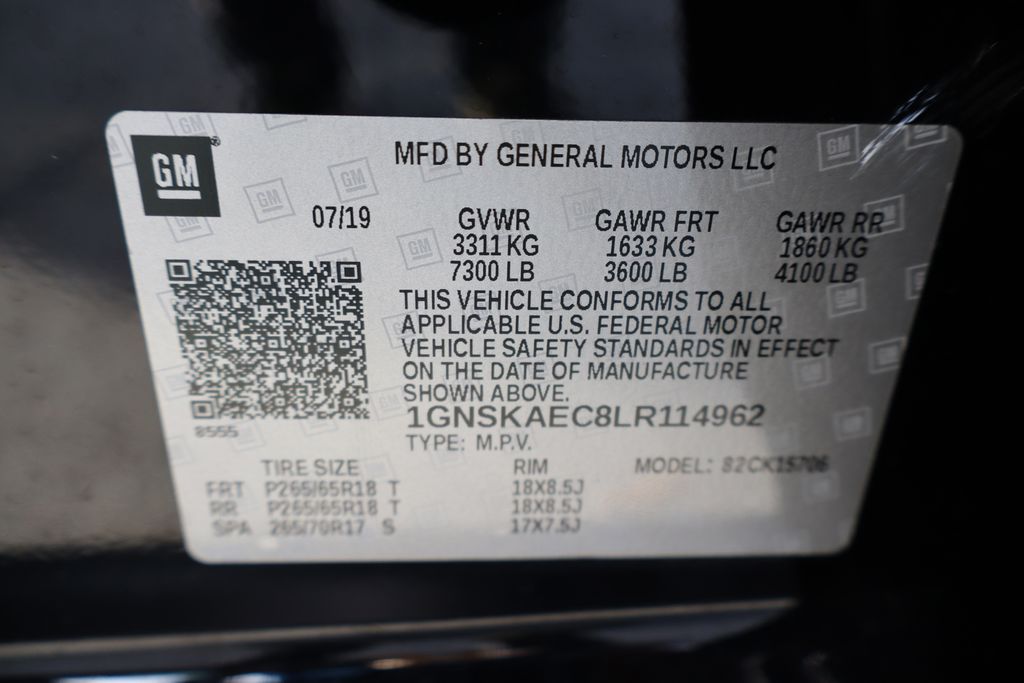 GM
MFD BY GENERAL MOTORS LLC
07/19
GVWR GAWR FRT GAWR RR
3311 KG 1633 KG 1860 KG
7300 LB 3600 LB 4100 LB
THIS VEHICLE CONFORMS TO ALL
APPLICABLE U.S. FEDERAL MOTOR
VEHICLE SAFETY STANDARDS IN EFFECT
ON THE DATE OF MANUFACTURE
SHOWN ABOVE.
1GNSKAEC8LR114962
8555
TYPE: M.P.V.
TIRE SIZE RIM MODEL: 82CK15706
FRT P265/65R18 T 18X8.5J
RR P265/65R18 T 18X8.5J
SPA 265/70R17 S 17X7.5J